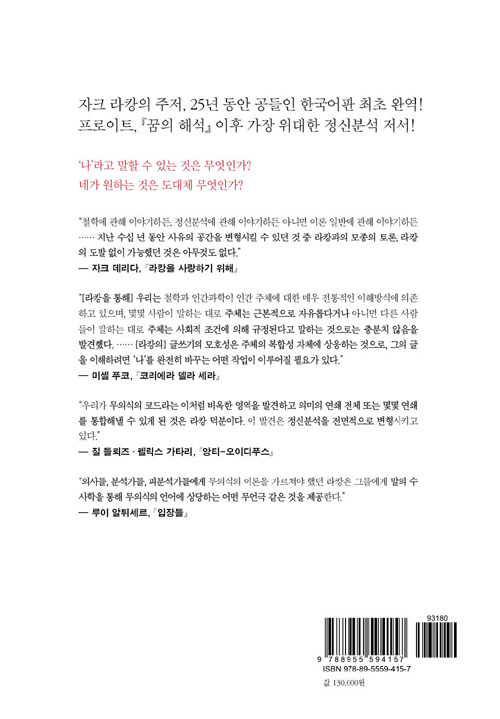 자크 라캉의 주저, 25년 동안 공들인 한국어판 최초 완역!
프로이트, 『꿈의 해석』 이후 가장 위대한 정신분석 저서!
‘나’라고 말할 수 있는 것은 무엇인가?
네가 원하는 것은 도대체 무엇인가?
“철학에 관해 이야기하든, 정신분석에 관해 이야기하든 아니면 이론 일반에 관해 이야기하든
…… 지난 수십 년 동안 사유의 공간을 변형시킬 수 있던 것 중 라캉과의 모종의 토론, 라캉
의 도발 없이 가능했던 것은 아무것도 없다.”
— 자크 데리다, 「라캉을 사랑하기 위해」
“[라캉을 통해] 우리는 철학과 인간과학이 인간 주체에 대한 매우 전통적인 이해방식에 의존
하고 있으며, 몇몇 사람이 말하는 대로 주체는 근본적으로 자유롭다거나 아니면 다른 사람
들이 말하는 대로 주체는 사회적 조건에 의해 규정된다고 말하는 것으로는 충분치 않음을
발견했다. …… [라캉의] 글쓰기의 모호성은 주체의 복합성 자체에 상응하는 것으로, 그의 글
을 이해하려면 ‘나’를 완전히 바꾸는 어떤 작업이 이루어질 필요가 있다.”
— 미셸 푸코, 「코리에라 델라 세라」
“우리가 무의식의 코드라는 이처럼 비옥한 영역을 발견하고 의미의 연쇄 전체 또는 몇몇 연쇄
를 통합해낼 수 있게 된 것은 라캉 덕분이다. 이 발견은 정신분석을 전면적으로 변형시키고
있다.”
— 질 들뢰즈·펠릭스 가타리, 「앙티-오이디푸스」
“의사들, 분석가들, 피분석가들에게 무의식의 이론을 가르쳐야 했던 라캉은 그들에게 말의 수
사학을 통해 무의식의 언어에 상당하는 어떤 무언극 같은 것을 제공한다.”
— 루이 알튀세르, 「입장들」
93180
9 788955 594157
ISBN 978-89-5559-415-7
값 130,000원